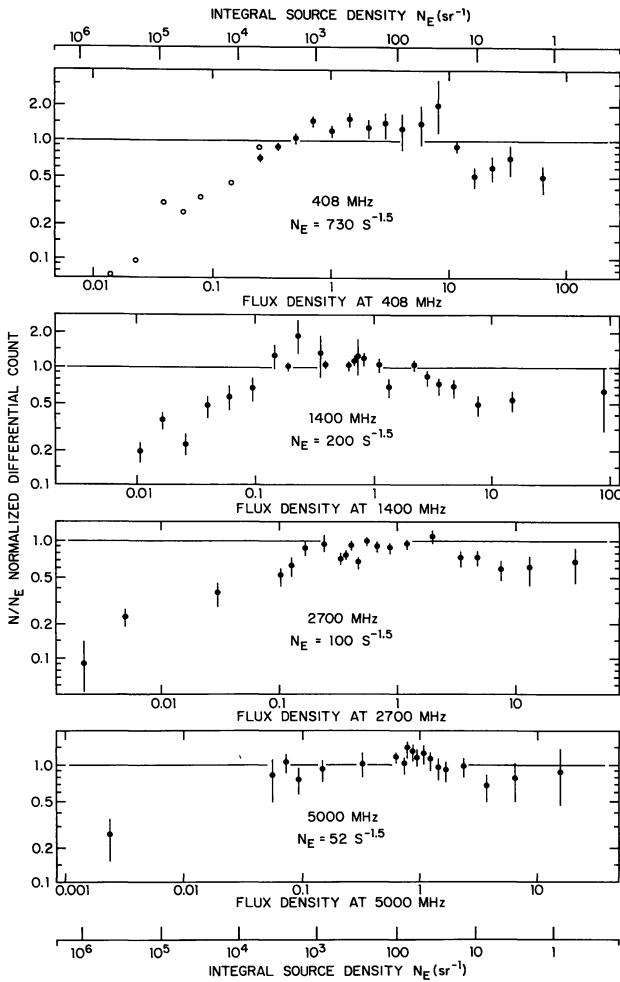 INTEGRAL SOURCE DENSITY N_E (sr⁻¹)
10⁶ 10⁵ 10⁴ 10³ 100 10 1
2.0
1.0
0.5
0.2
0.1
408 MHz
N_E = 730 S⁻¹·⁵
0.01 0.1 1 10 100
FLUX DENSITY AT 408 MHz
N/N_E NORMALIZED DIFFERENTIAL COUNT
2.0
1.0
0.5
0.2
0.1
1400 MHz
N_E = 200 S⁻¹·⁵
0.01 0.1 1 10 100
FLUX DENSITY AT 1400 MHz
1.0
0.5
0.1
2700 MHz
N_E = 100 S⁻¹·⁵
0.01 0.1 1 10
FLUX DENSITY AT 2700 MHz
1.0
0.5
0.2
0.1
5000 MHz
N_E = 52 S⁻¹·⁵
0.001 0.01 0.1 1 10
FLUX DENSITY AT 5000 MHz
10⁶ 10⁵ 10⁴ 10³ 100 10 1
INTEGRAL SOURCE DENSITY N_E (sr⁻¹)